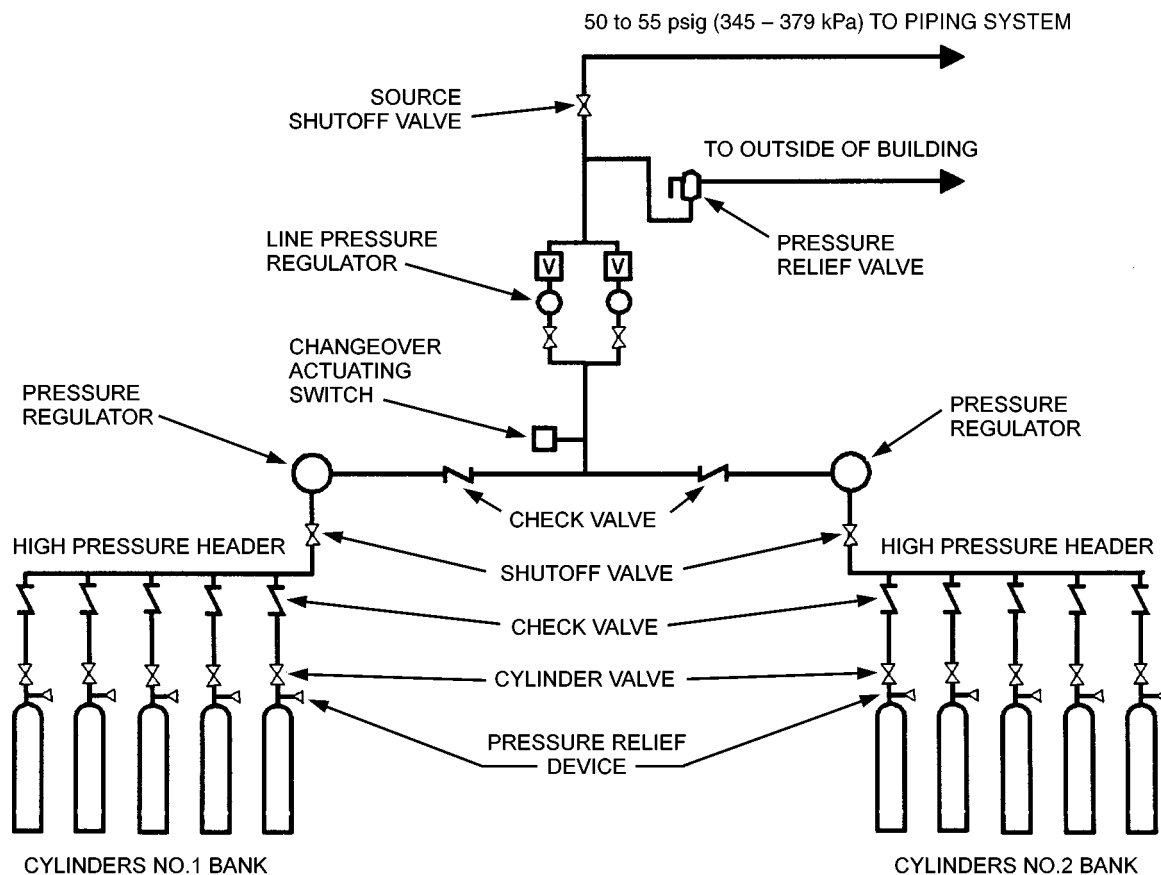 50 to 55 psig (345 – 379 kPa) TO PIPING SYSTEM
SOURCE
SHUTOFF VALVE
TO OUTSIDE OF BUILDING
PRESSURE
RELIEF VALVE
LINE PRESSURE
REGULATOR
V
V
CHANGEOVER
ACTUATING
SWITCH
PRESSURE
REGULATOR
PRESSURE
REGULATOR
CHECK VALVE
HIGH PRESSURE HEADER
HIGH PRESSURE HEADER
SHUTOFF VALVE
CHECK VALVE
CYLINDER VALVE
PRESSURE RELIEF
DEVICE
CYLINDERS NO.1 BANK
CYLINDERS NO.2 BANK